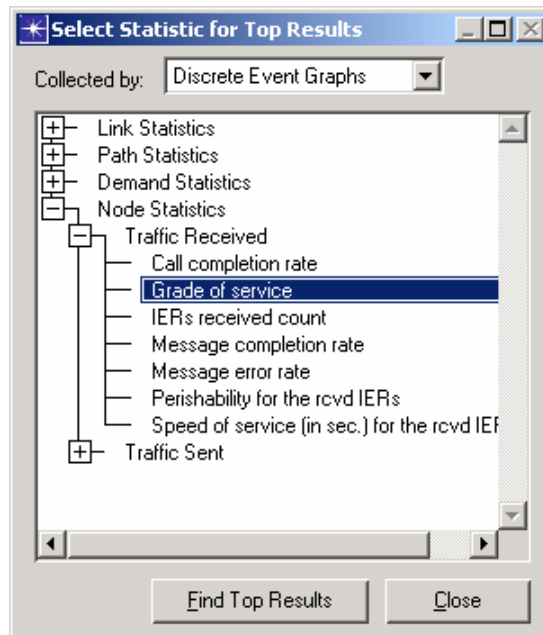 Select Statistic for Top Results
Collected by: Discrete Event Graphs
Link Statistics
Path Statistics
Demand Statistics
Node Statistics
Traffic Received
Call completion rate
Grade of service
IERs received count
Message completion rate
Message error rate
Perishability for the rcvd IERs
Speed of service (in sec.) for the rcvd IEF
Traffic Sent
Find Top Results Close